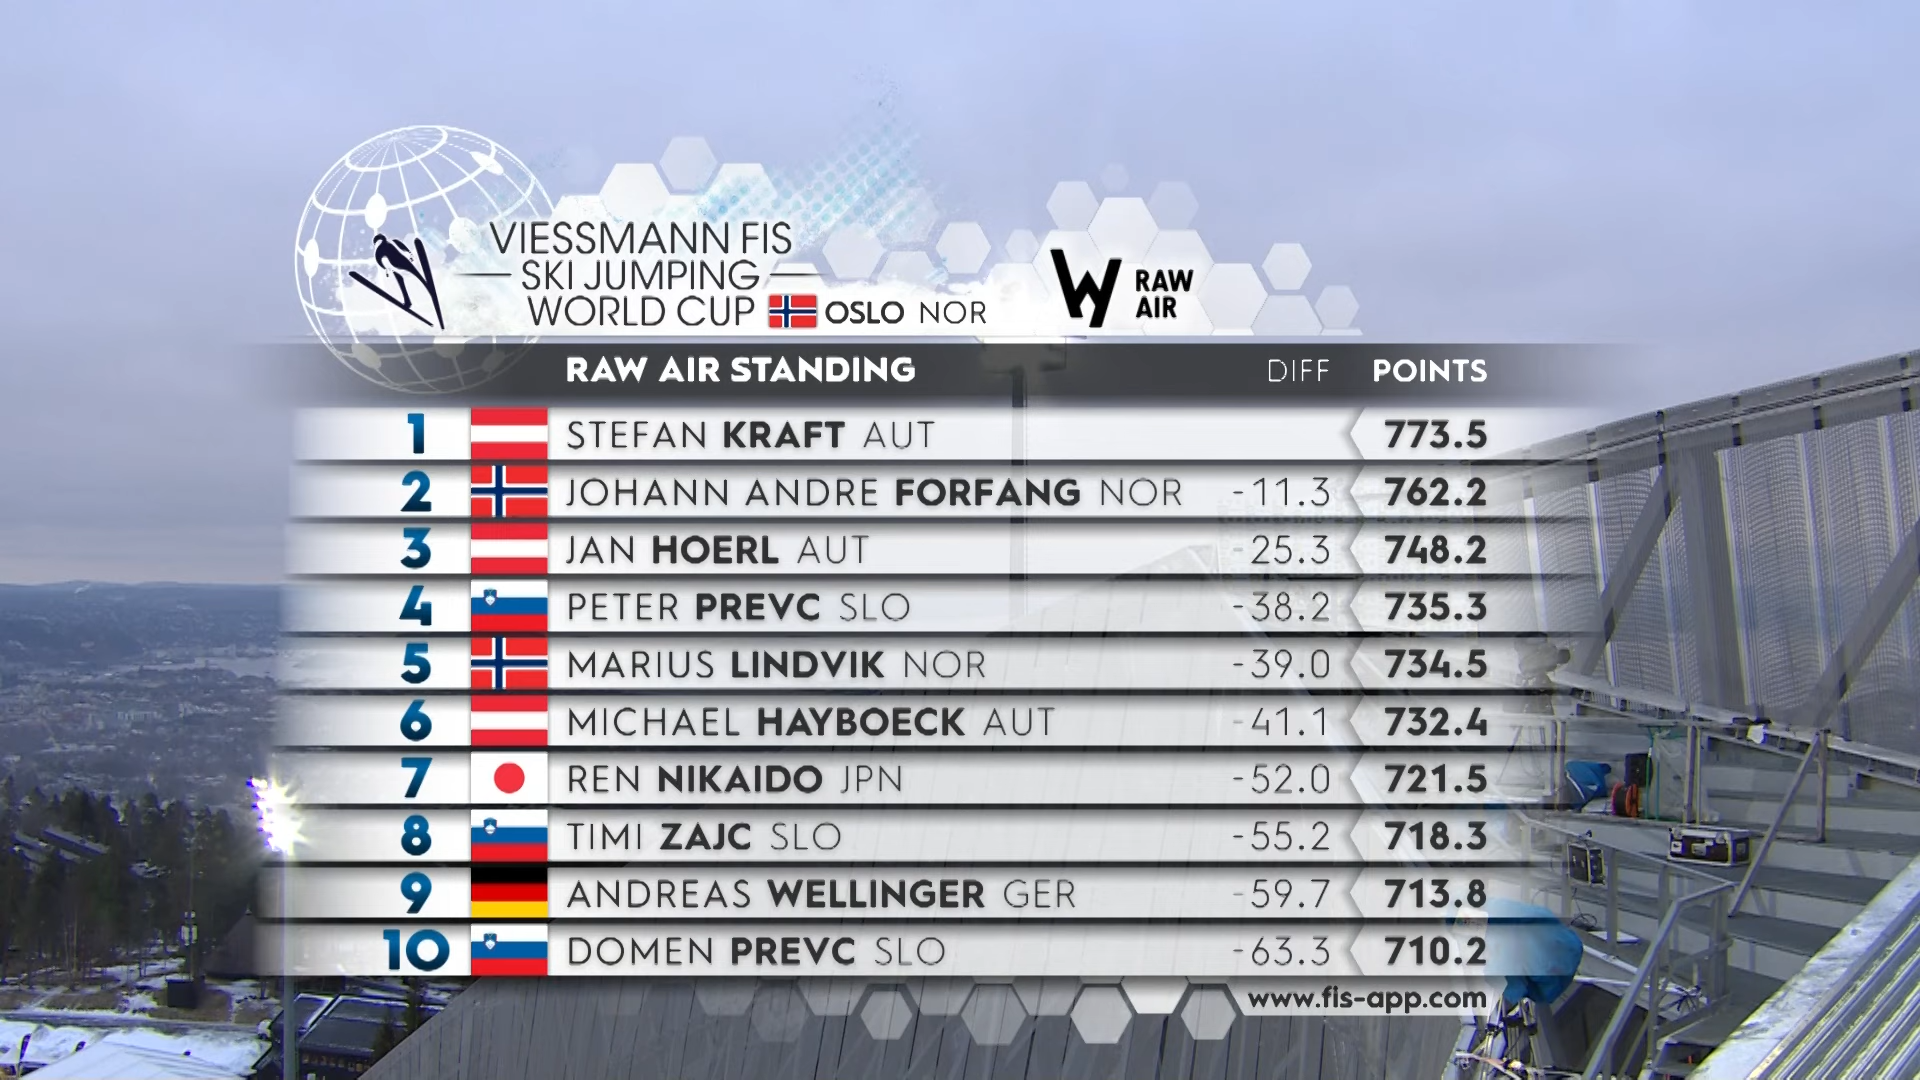 VIESSMANN FIS
SKI JUMPING
WORLD CUP OSLO NOR
RAW
AIR
RAW AIR STANDING DIFF POINTS
1 STEFAN KRAFT AUT 773.5
2 JOHANN ANDRE FORFANG NOR -11.3 762.2
3 JAN HOERL AUT -25.3 748.2
4 PETER PREVC SLO -38.2 735.3
5 MARIUS LINDVIK NOR -39.0 734.5
6 MICHAEL HAYBOECK AUT -41.1 732.4
7 REN NIKAIDO JPN -52.0 721.5
8 TIMI ZAJC SLO -55.2 718.3
9 ANDREAS WELLINGER GER -59.7 713.8
10 DOMEN PREVC SLO -63.3 710.2
www.fis-app.com